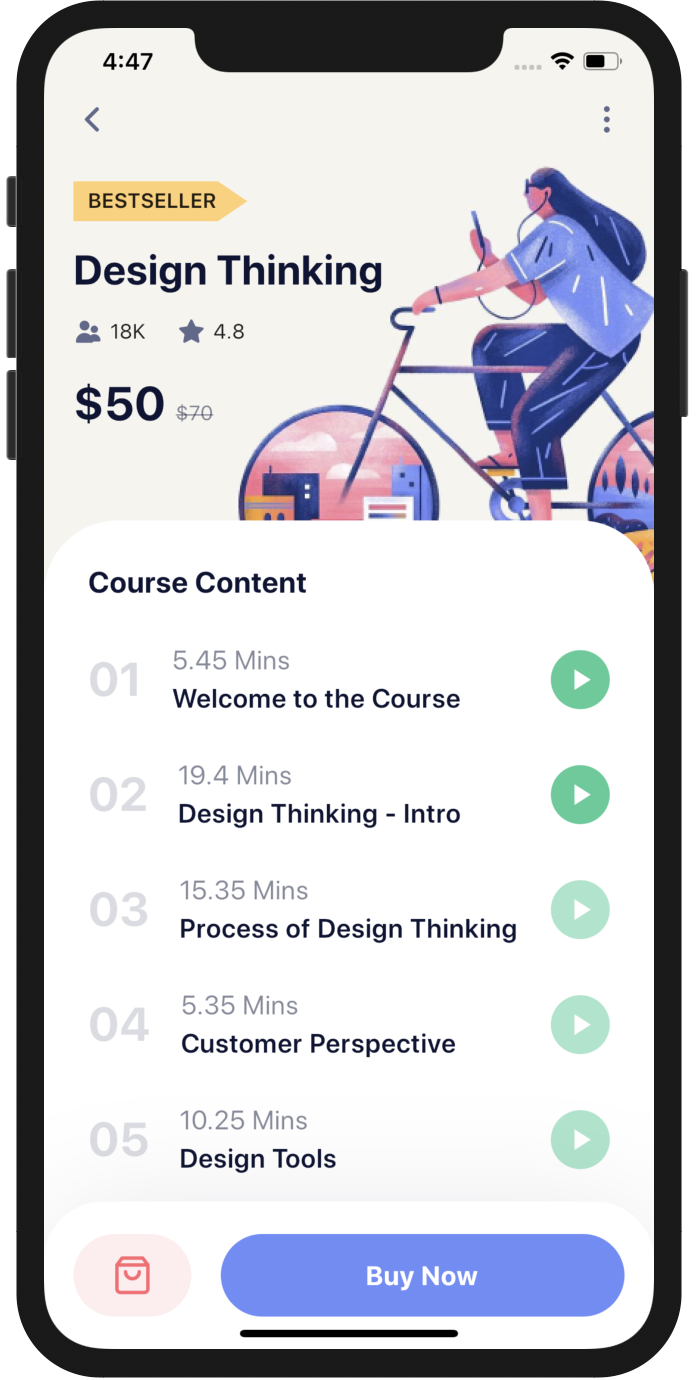 4:47
BESTSELLER
Design Thinking
18K 4.8
$50 $70
Course Content
01 5.45 Mins
Welcome to the Course
02 19.4 Mins
Design Thinking - Intro
03 15.35 Mins
Process of Design Thinking
04 5.35 Mins
Customer Perspective
05 10.25 Mins
Design Tools
Buy Now